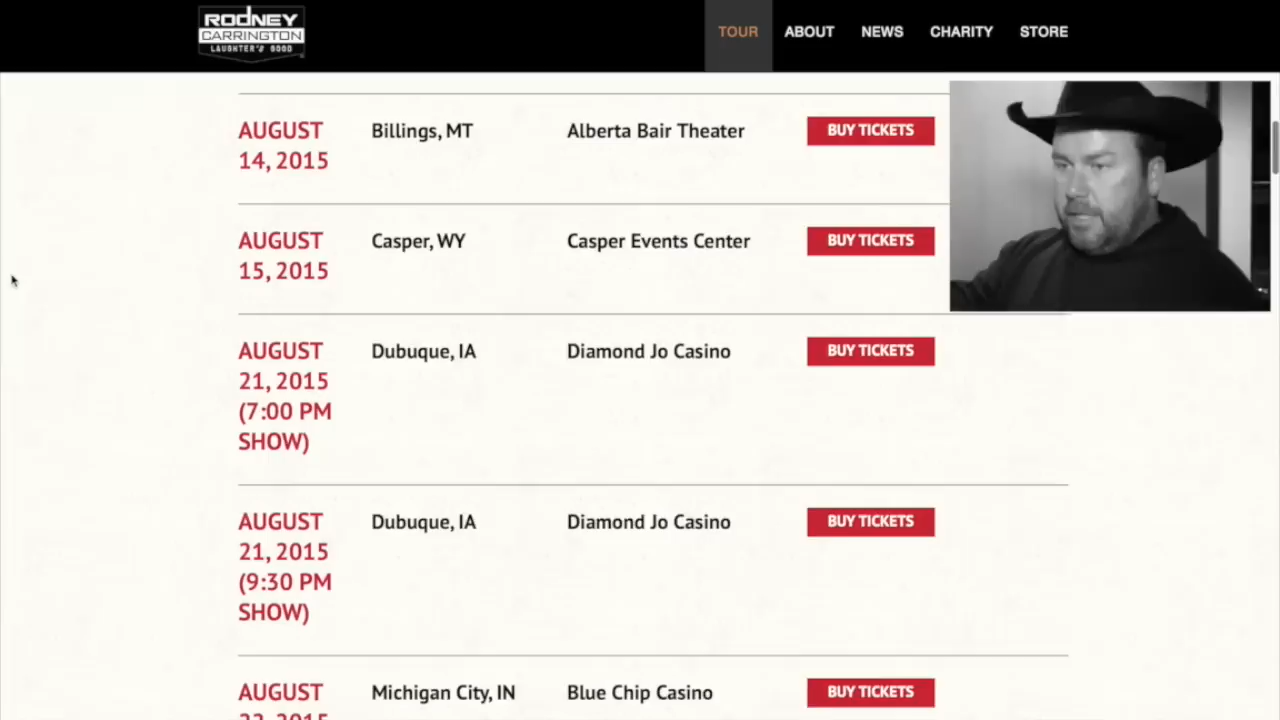 RODNEY
CARRINGTON
LAUGHTER'S GOOD
TOUR ABOUT NEWS CHARITY STORE
AUGUST 14, 2015 Billings, MT Alberta Bair Theater BUY TICKETS
AUGUST 15, 2015 Casper, WY Casper Events Center BUY TICKETS
AUGUST 21, 2015 (7:00 PM SHOW) Dubuque, IA Diamond Jo Casino BUY TICKETS
AUGUST 21, 2015 (9:30 PM SHOW) Dubuque, IA Diamond Jo Casino BUY TICKETS
AUGUST Michigan City, IN Blue Chip Casino BUY TICKETS